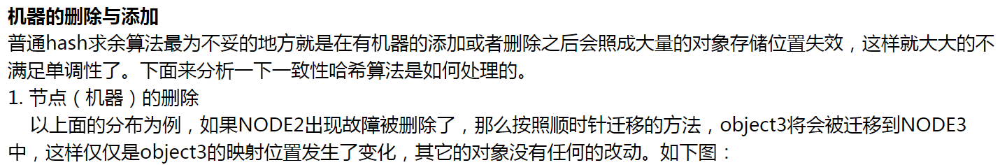 机器的删除与添加
普通hash求余算法最为不妥的地方就是在有机器的添加或者删除之后会照成大量的对象存储位置失效，这样就大大的不
满足单调性了。下面来分析一下一致性哈希算法是如何处理的。
1. 节点（机器）的删除
以上面的分布为例，如果NODE2出现故障被删除了，那么按照顺时针迁移的方法，object3将会被迁移到NODE3
中，这样仅仅是object3的映射位置发生了变化，其它的对象没有任何的改动。如下图：